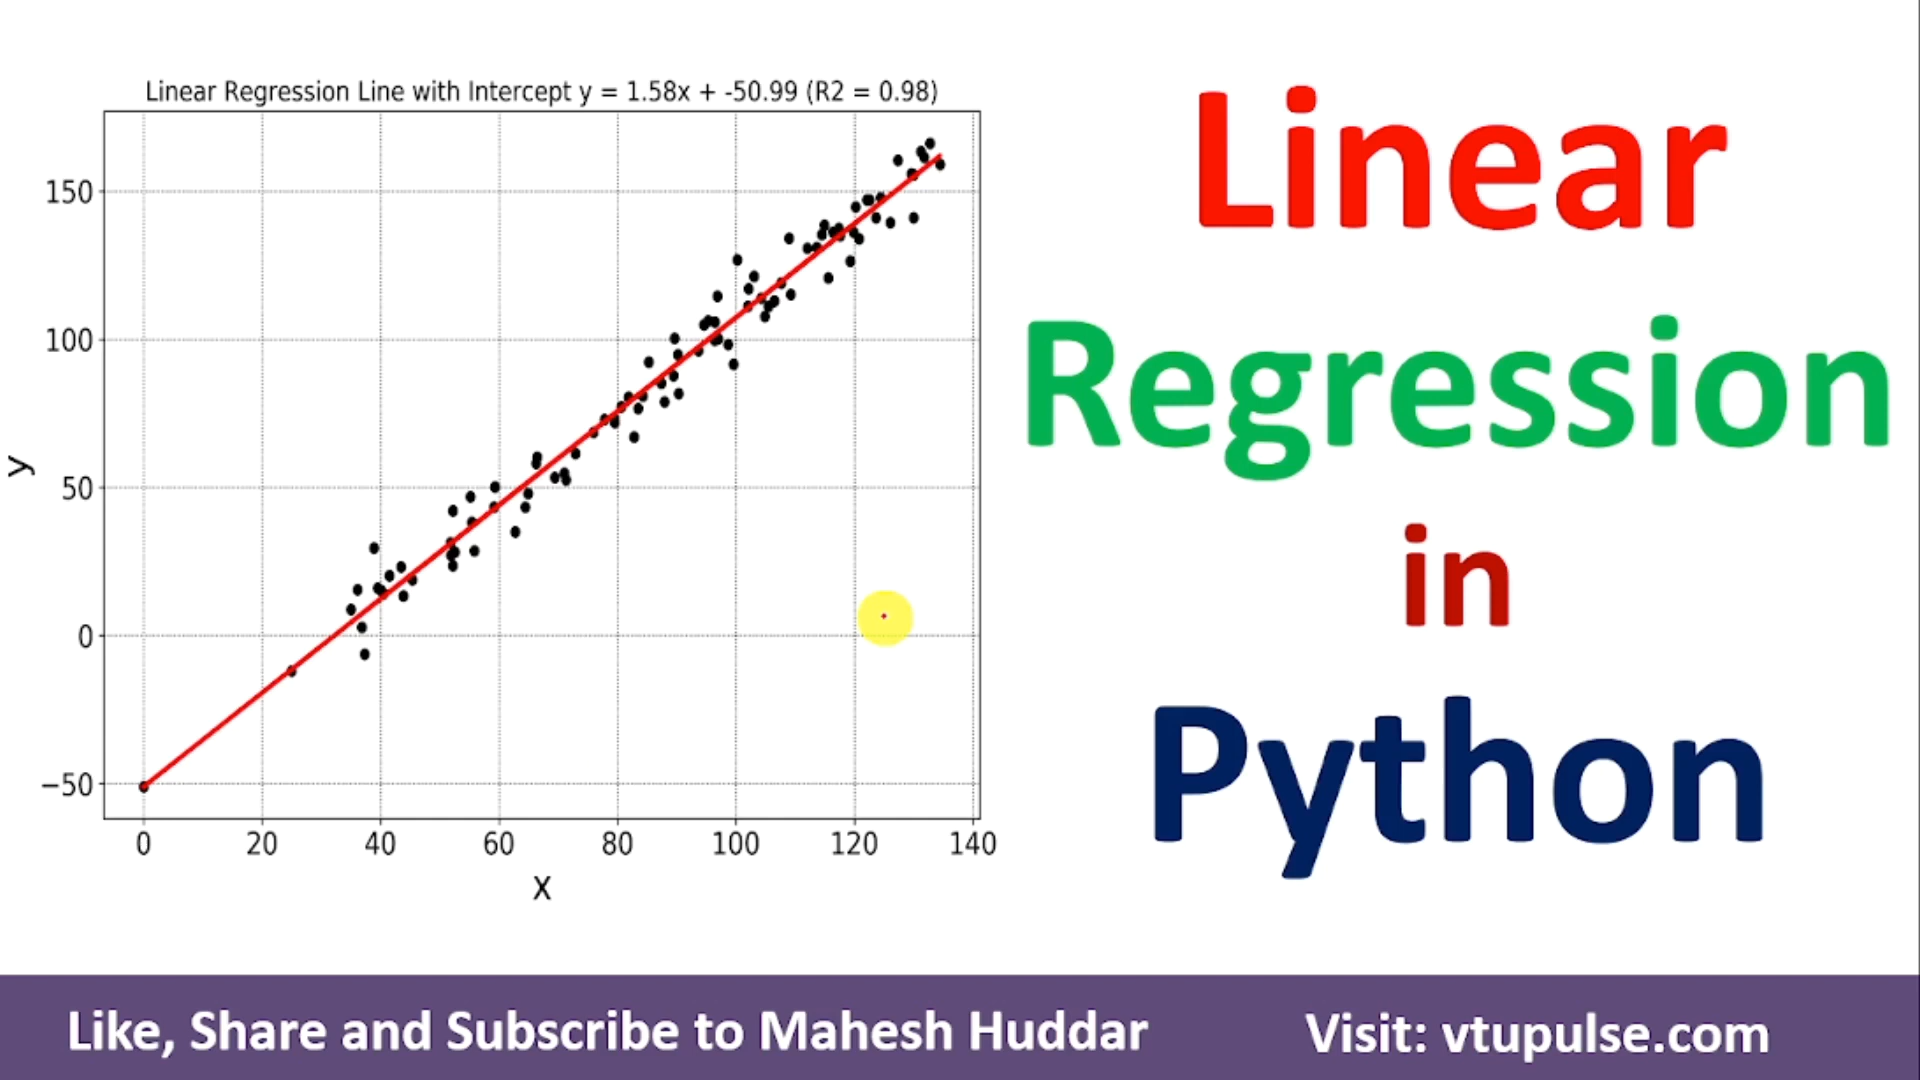 Linear Regression Line with Intercept y = 1.58x + -50.99 (R2 = 0.98)
150
100
50
0
−50
y
0 20 40 60 80 100 120 140
X
Linear
Regression
in
Python
Like, Share and Subscribe to Mahesh Huddar
Visit: vtupulse.com